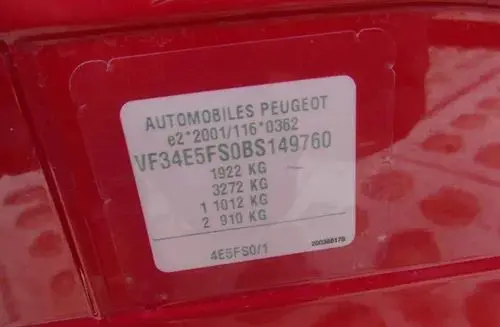 AUTOMOBILES PEUGEOT
e2*2001/116*0362
VF34E5FS0BS149760
1922 KG
3272 KG
1 1012 KG
2 910 KG
4E5FS0/1